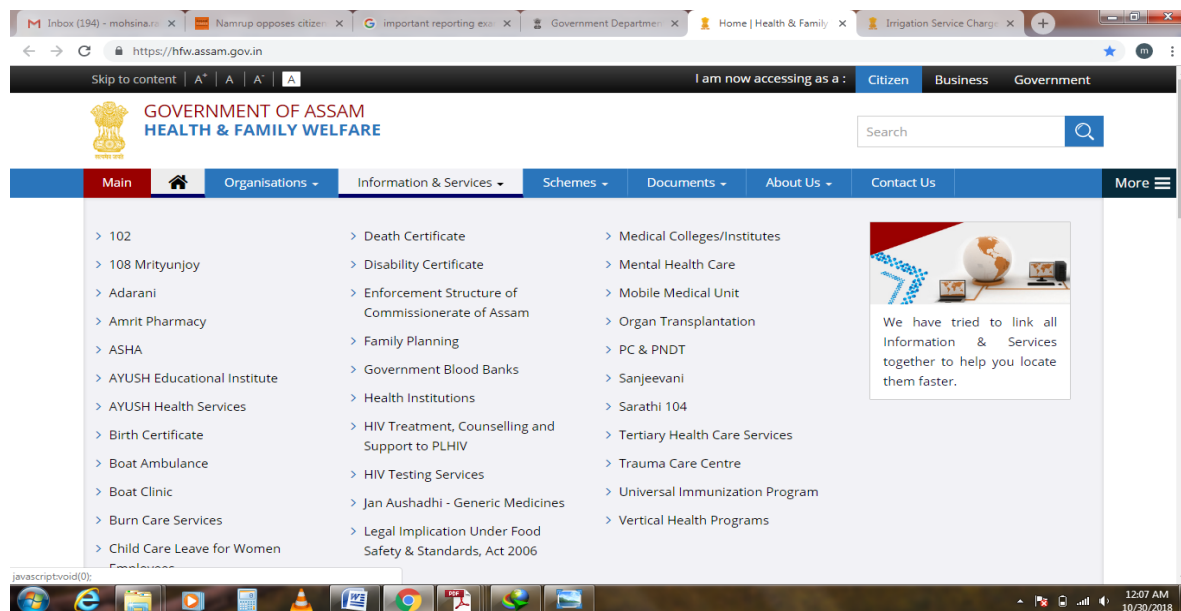 Inbox (194) - mohsina.ra
Namrup opposes citizen
important reporting exa
Government Departmen
Home | Health & Family
Irrigation Service Charge
https://hfw.assam.gov.in
m
Skip to content | A+ | A | A- | A
I am now accessing as a : Citizen Business Government
GOVERNMENT OF ASSAM
HEALTH & FAMILY WELFARE
Search
Main Organisations Information & Services Schemes Documents About Us Contact Us More
> 102
> 108 Mrityunjoy
> Adarani
> Amrit Pharmacy
> ASHA
> AYUSH Educational Institute
> AYUSH Health Services
> Birth Certificate
> Boat Ambulance
> Boat Clinic
> Burn Care Services
> Child Care Leave for Women
Employees
> Death Certificate
> Disability Certificate
> Enforcement Structure of
Commissionerate of Assam
> Family Planning
> Government Blood Banks
> Health Institutions
> HIV Treatment, Counselling and
Support to PLHIV
> HIV Testing Services
> Jan Aushadhi - Generic Medicines
> Legal Implication Under Food
Safety & Standards, Act 2006
> Medical Colleges/Institutes
> Mental Health Care
> Mobile Medical Unit
> Organ Transplantation
> PC & PNDT
> Sanjeevani
> Sarathi 104
> Tertiary Health Care Services
> Trauma Care Centre
> Universal Immunization Program
> Vertical Health Programs
We have tried to link all
Information & Services
together to help you locate
them faster.
javascript:void(0);
12:07 AM
10/30/2018